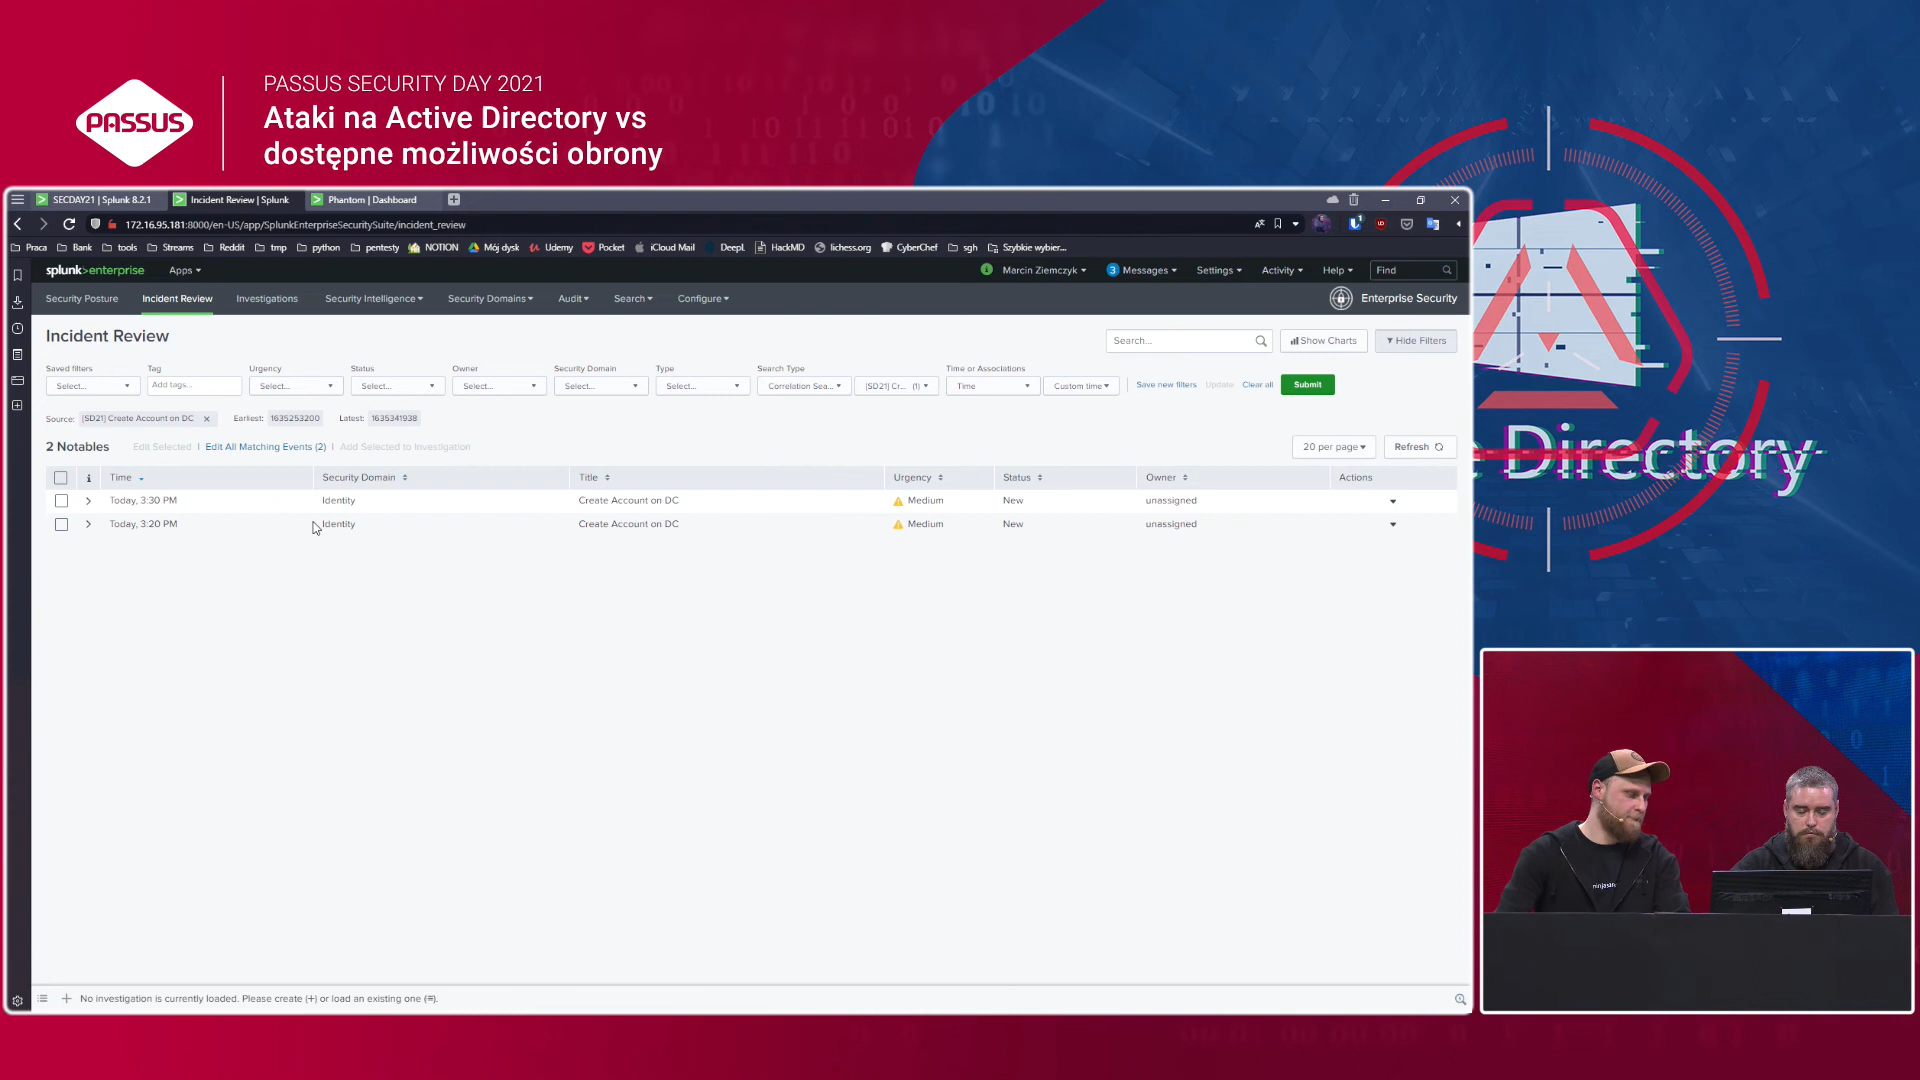 PASSUS
PASSUS SECURITY DAY 2021
Ataki na Active Directory vs
dostępne możliwości obrony
SECDAY21 | Splunk 8.2.1
Incident Review | Splunk
Phantom | Dashboard
172.16.95.181:8000/en-US/app/SplunkEnterpriseSecuritySuite/incident_review
Praca
Bank
tools
Streams
Reddit
tmp
python
pentesty
NOTION
Mój dysk
Udemy
Pocket
iCloud Mail
DeepL
HackMD
lichess.org
CyberChef
sgh
Szybkie wybier...
splunk>enterprise
Apps
Marcin Ziemczyk
3 Messages
Settings
Activity
Help
Find
Security Posture
Incident Review
Investigations
Security Intelligence
Security Domains
Audit
Search
Configure
Enterprise Security
Incident Review
Search...
Show Charts
Hide Filters
Saved filters
Tag
Urgency
Status
Owner
Security Domain
Type
Search Type
Time or Associations
Select...
Add tags...
Select...
Select...
Select...
Select...
Select...
Correlation Sea...
[SD21] Cr... (1)
Time
Custom time
Save new filters
Update
Clear all
Submit
Source: [SD21] Create Account on DC
Earliest: 1635253200
Latest: 1635341938
2 Notables
Edit Selected | Edit All Matching Events (2) | Add Selected to Investigation
20 per page
Refresh
i Time Security Domain Title Urgency Status Owner Actions
Today, 3:30 PM Identity Create Account on DC Medium New unassigned
Today, 3:20 PM Identity Create Account on DC Medium New unassigned
No investigation is currently loaded. Please create (+) or load an existing one (≡).
Directory